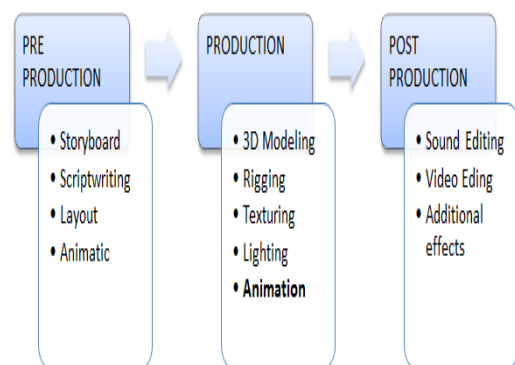 PRE
PRODUCTION
• Storyboard
• Scriptwriting
• Layout
• Animatic
PRODUCTION
• 3D Modeling
• Rigging
• Texturing
• Lighting
• Animation
POST
PRODUCTION
• Sound Editing
• Video Eding
• Additional
effects